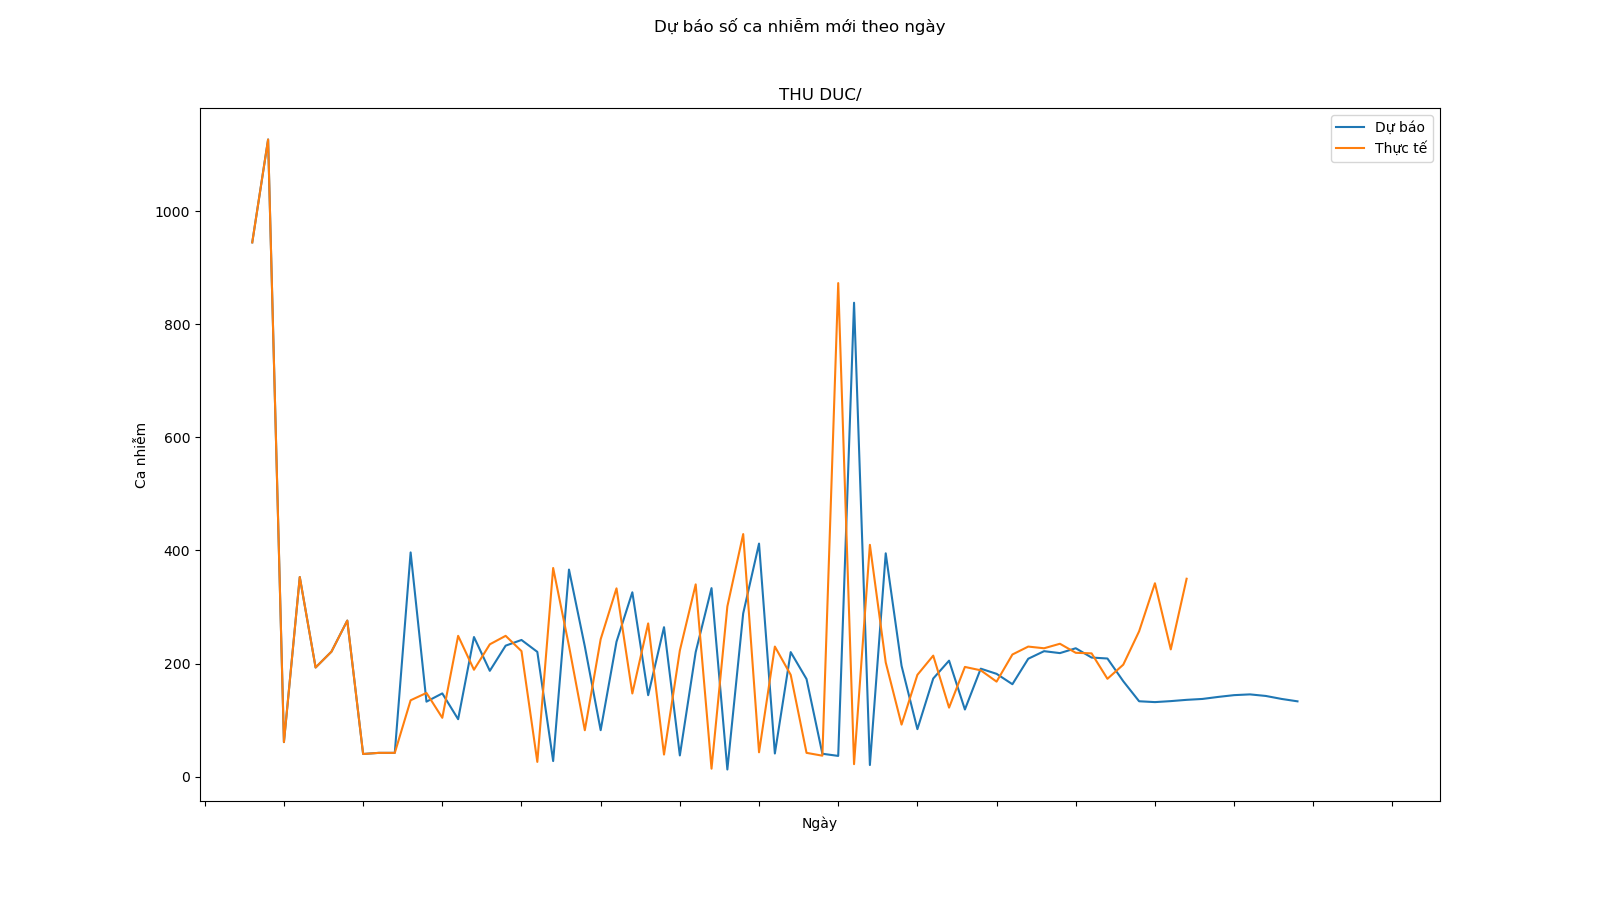 Dự báo số ca nhiễm mới theo ngày
THU DUC/
Dự báo
Thực tế
1000
800
600
400
200
0
Ca nhiễm
Ngày